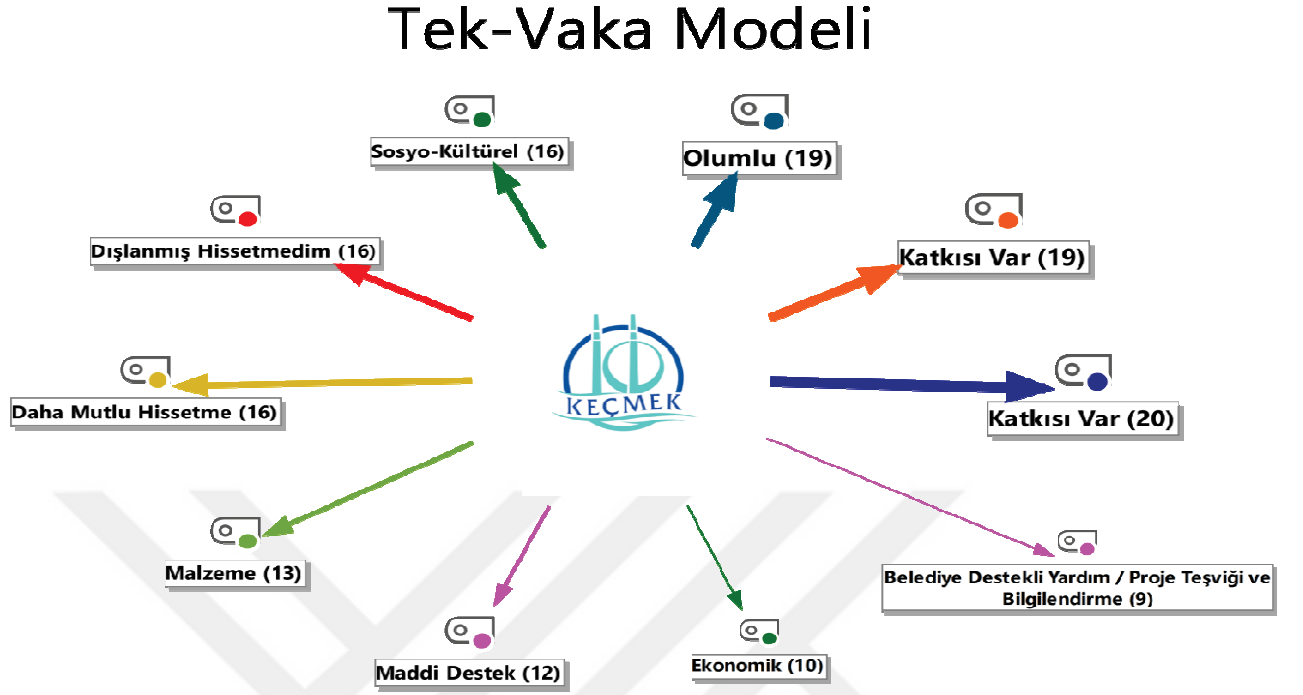 Tek-Vaka Modeli
Sosyo-Kültürel (16)
Olumlu (19)
Dışlanmış Hissetmedim (16)
Katkısı Var (19)
KEÇMEK
Daha Mutlu Hissetme (16)
Katkısı Var (20)
Malzeme (13)
Belediye Destekli Yardım / Proje Teşviği ve
Bilgilendirme (9)
Maddi Destek (12)
Ekonomik (10)